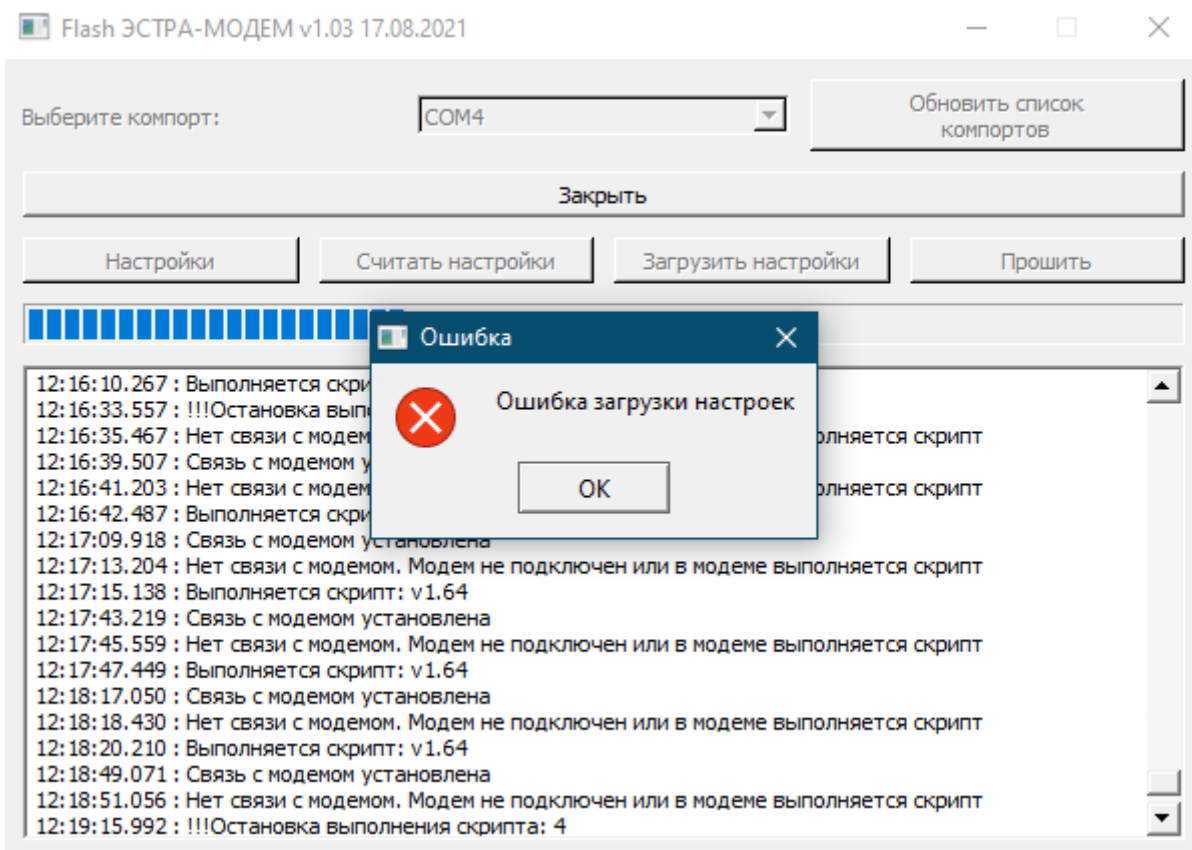 Flash ЭСТРА-МОДЕМ v1.03 17.08.2021
Выберите компорт:
COM4
Обновить список
компортов
Закрыть
Настройки
Считать настройки
Загрузить настройки
Прошить
Ошибка
Ошибка загрузки настроек
OK
12:16:10.267 : Выполняется
12:16:33.557 : !!!Остановка
12:16:35.467 : Нет связи с скрипт
12:16:39.507 : Связь с модемом
12:16:41.203 : Нет связи с скрипт
12:16:42.487 : Выполняется
12:17:09.918 : Связь с модемом установлена
12:17:13.204 : Нет связи с модемом. Модем не подключен или в модеме выполняется скрипт
12:17:15.138 : Выполняется скрипт: v1.64
12:17:43.219 : Связь с модемом установлена
12:17:45.559 : Нет связи с модемом. Модем не подключен или в модеме выполняется скрипт
12:17:47.449 : Выполняется скрипт: v1.64
12:18:17.050 : Связь с модемом установлена
12:18:18.430 : Нет связи с модемом. Модем не подключен или в модеме выполняется скрипт
12:18:20.210 : Выполняется скрипт: v1.64
12:18:49.071 : Связь с модемом установлена
12:18:51.056 : Нет связи с модемом. Модем не подключен или в модеме выполняется скрипт
12:19:15.992 : !!!Остановка выполнения скрипта: 4